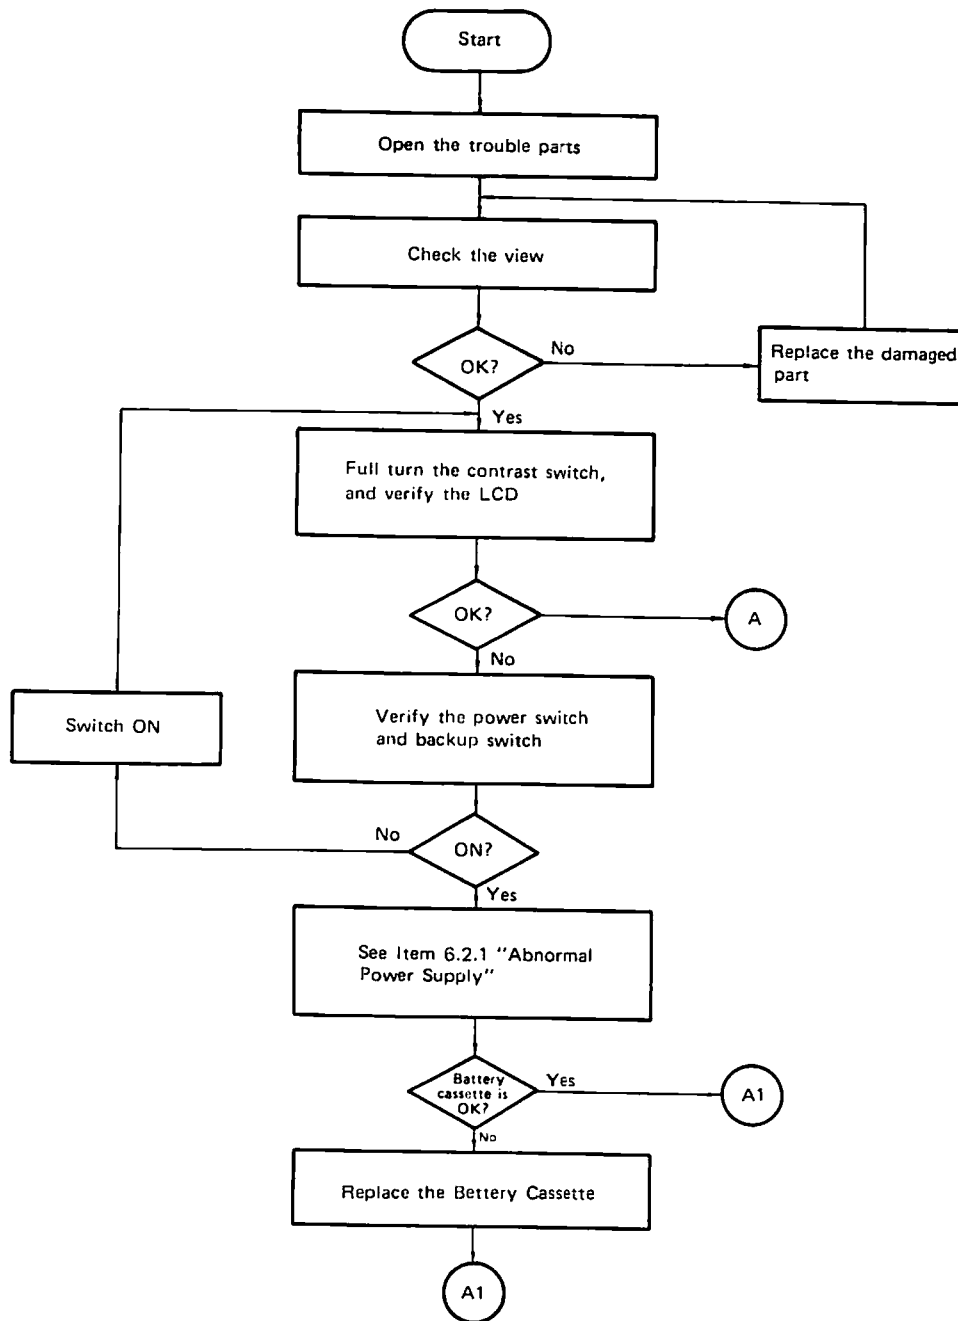 Start
Open the trouble parts
Check the view
OK?
No
Replace the damaged
part
Yes
Full turn the contrast switch,
and verify the LCD
OK?
A
No
Switch ON
Verify the power switch
and backup switch
No
ON?
Yes
See Item 6.2.1 "Abnormal
Power Supply"
Battery
cassette is
OK?
Yes
A1
No
Replace the Bettery Cassette
A1